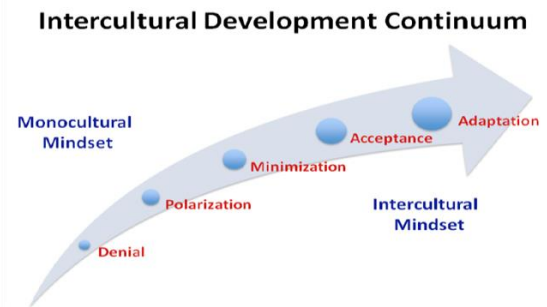 Intercultural Development Continuum
Monocultural
Mindset
Adaptation
Acceptance
Minimization
Polarization
Intercultural
Mindset
Denial